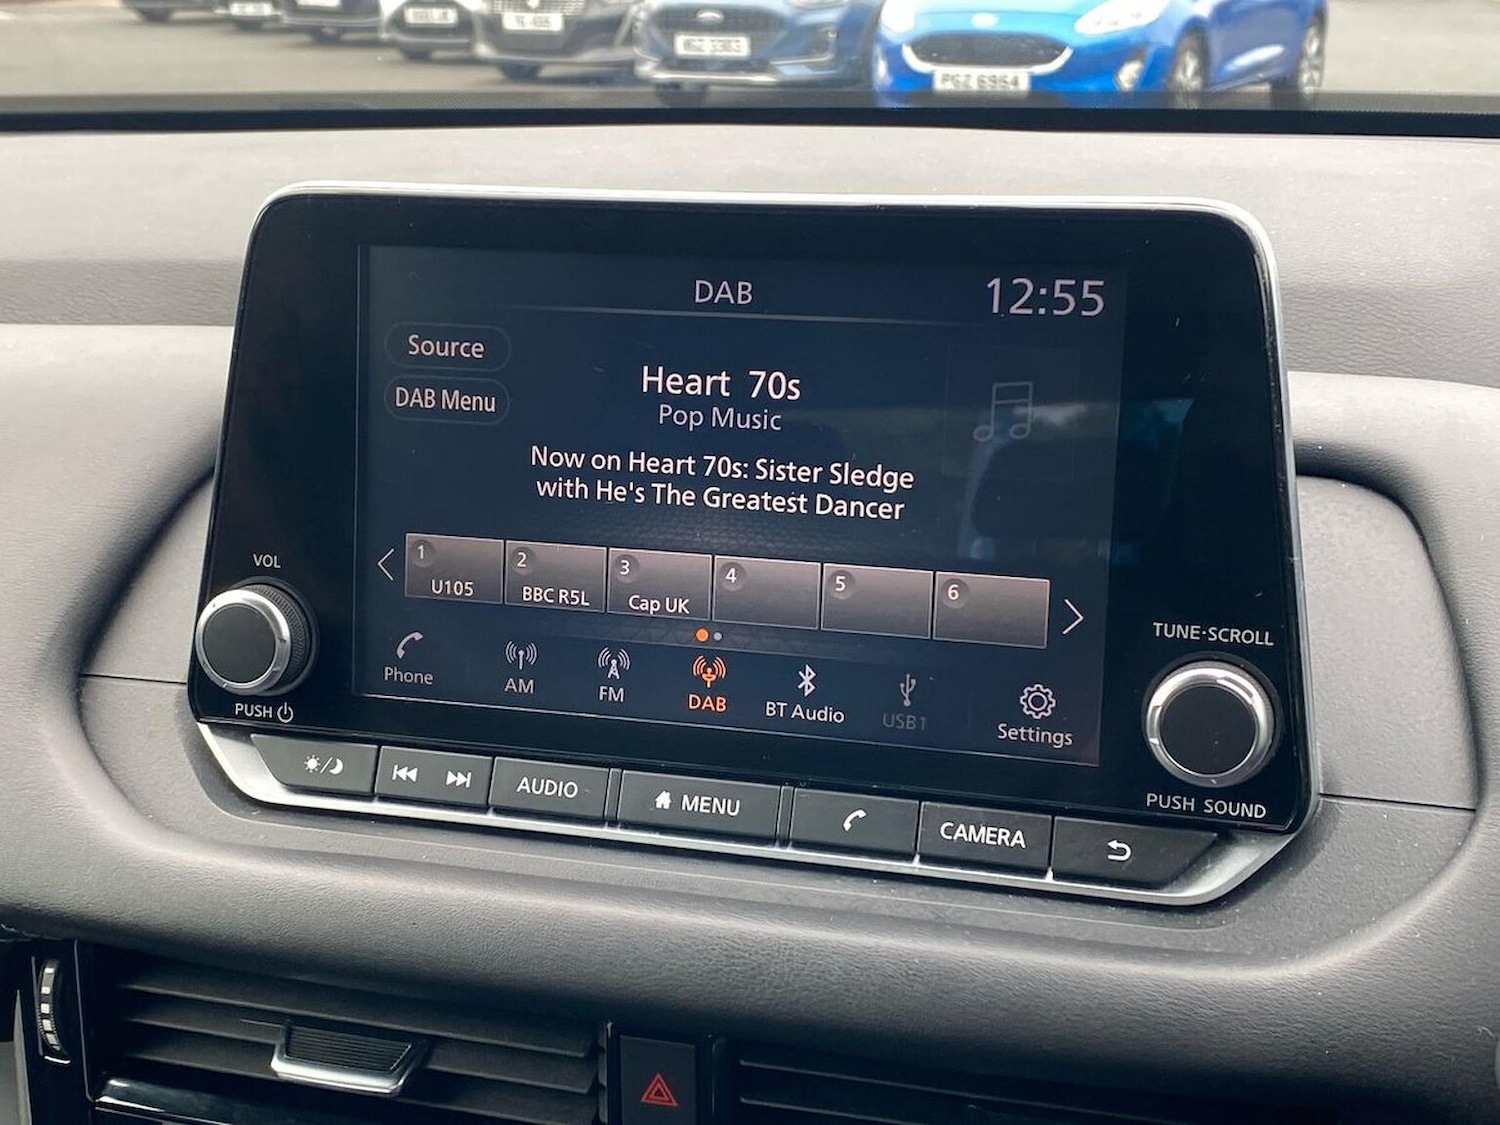 PGZ 6954
DAB
12:55
Source
DAB Menu
Heart 70s
Pop Music
Now on Heart 70s: Sister Sledge
with He's The Greatest Dancer
1
U105
2
BBC R5L
3
Cap UK
4
5
6
Phone
AM
FM
DAB
BT Audio
USB1
Settings
VOL
PUSH
TUNE·SCROLL
PUSH SOUND
AUDIO
MENU
CAMERA